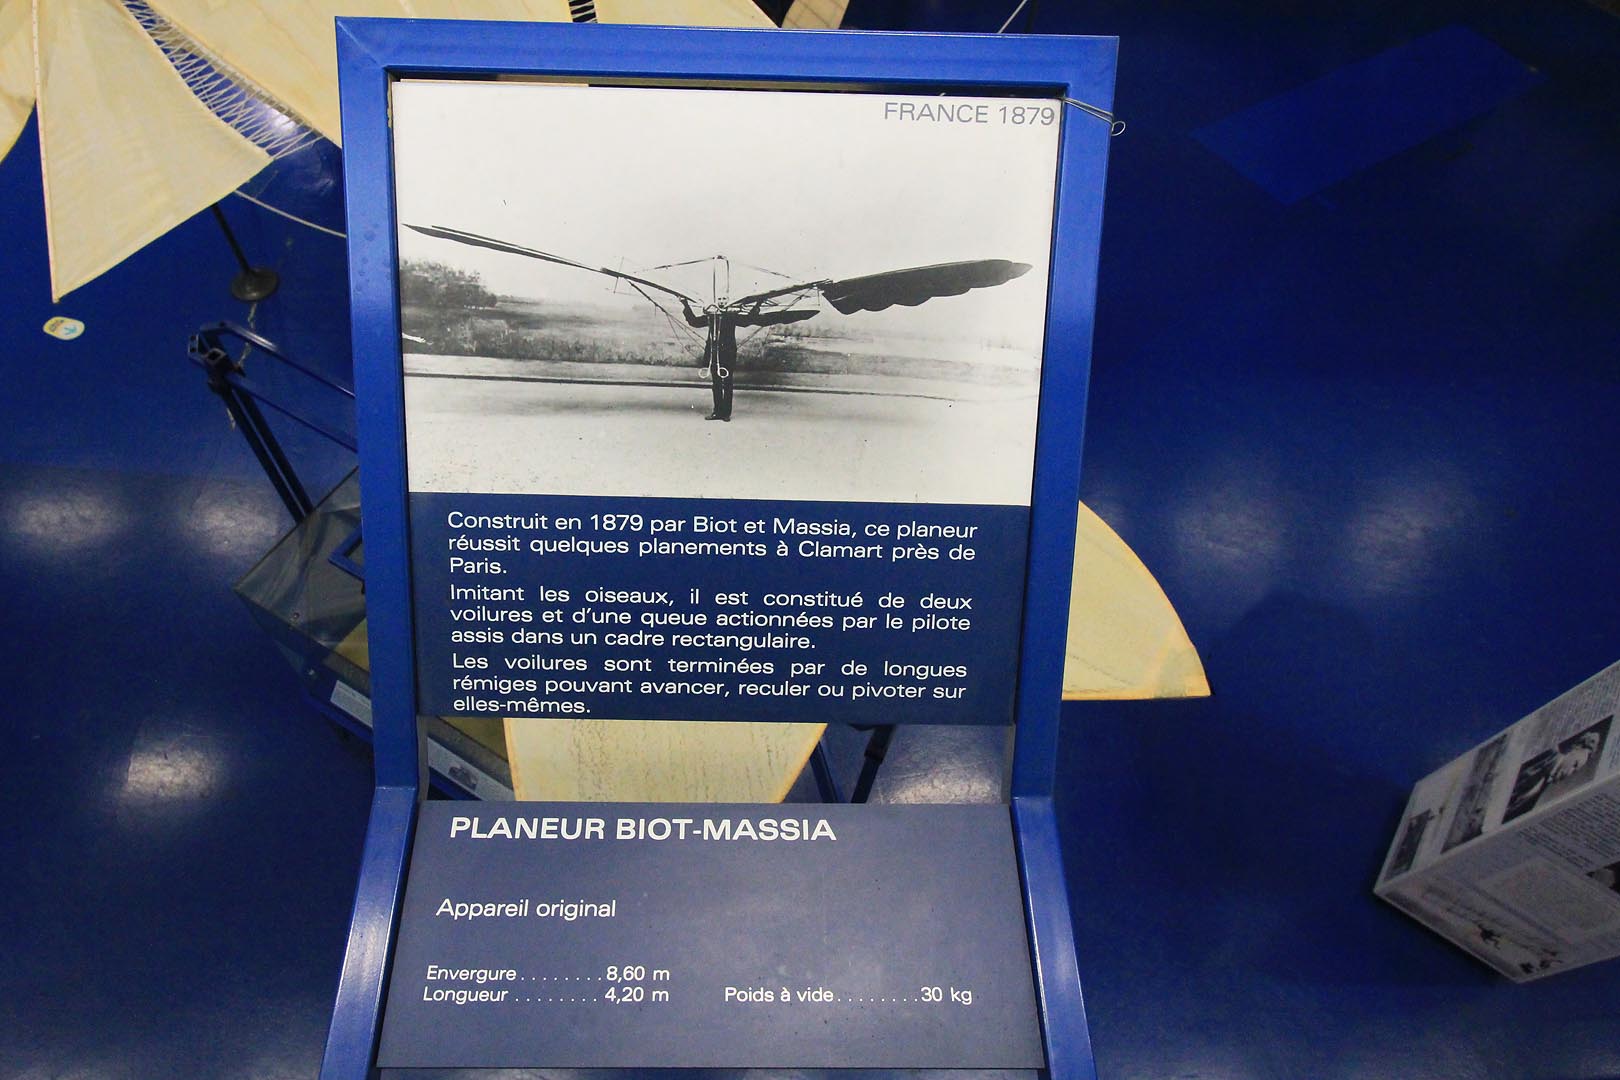 FRANCE 1879
Construit en 1879 par Biot et Massia, ce planeur
réussit quelques planements à Clamart près de
Paris.
Imitant les oiseaux, il est constitué de deux
voilures et d'une queue actionnées par le pilote
assis dans un cadre rectangulaire.
Les voilures sont terminées par de longues
rémiges pouvant avancer, reculer ou pivoter sur
elles-mêmes.
PLANEUR BIOT-MASSIA
Appareil original
Envergure ........ 8,60 m
Longueur ........ 4,20 m
Poids à vide ........ 30 kg